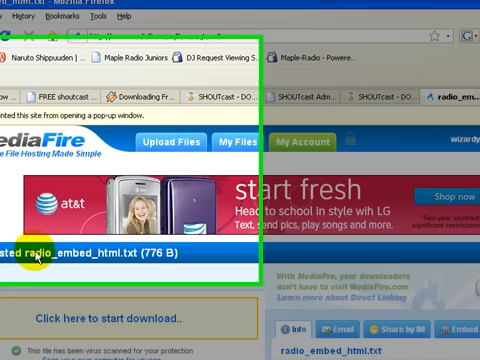 ed_html.txt - Mozilla Firefox
History Bookmarks Tools Help
Naruto Shippuuden [ Maple Radio Juniors DJ Request Viewing S... Maple-Radio - Powere...
ow ... FREE shoutcast ... Downloading Fr... SHOUTcast - DO... SHOUTcast Adm... SHOUTcast - DO... radio_em...
nted this site from opening a pop-up window.
ediaFire
e File Hosting Made Simple
Upload Files My Files My Account wizardy
at&t
start fresh
Head to school in style wih LG
Text, send pics, play songs and more.
Shop now
*Two-year contract
significant restrictions
sted radio_embed_html.txt (776 B)
With MediaPro, your downloaders
don't have to visit MediaFire.com
Learn more about Direct Linking
Click here to start download..
Info Email Share by IM Embed
This file has been virus scanned for your protection
radio_embed_html.txt